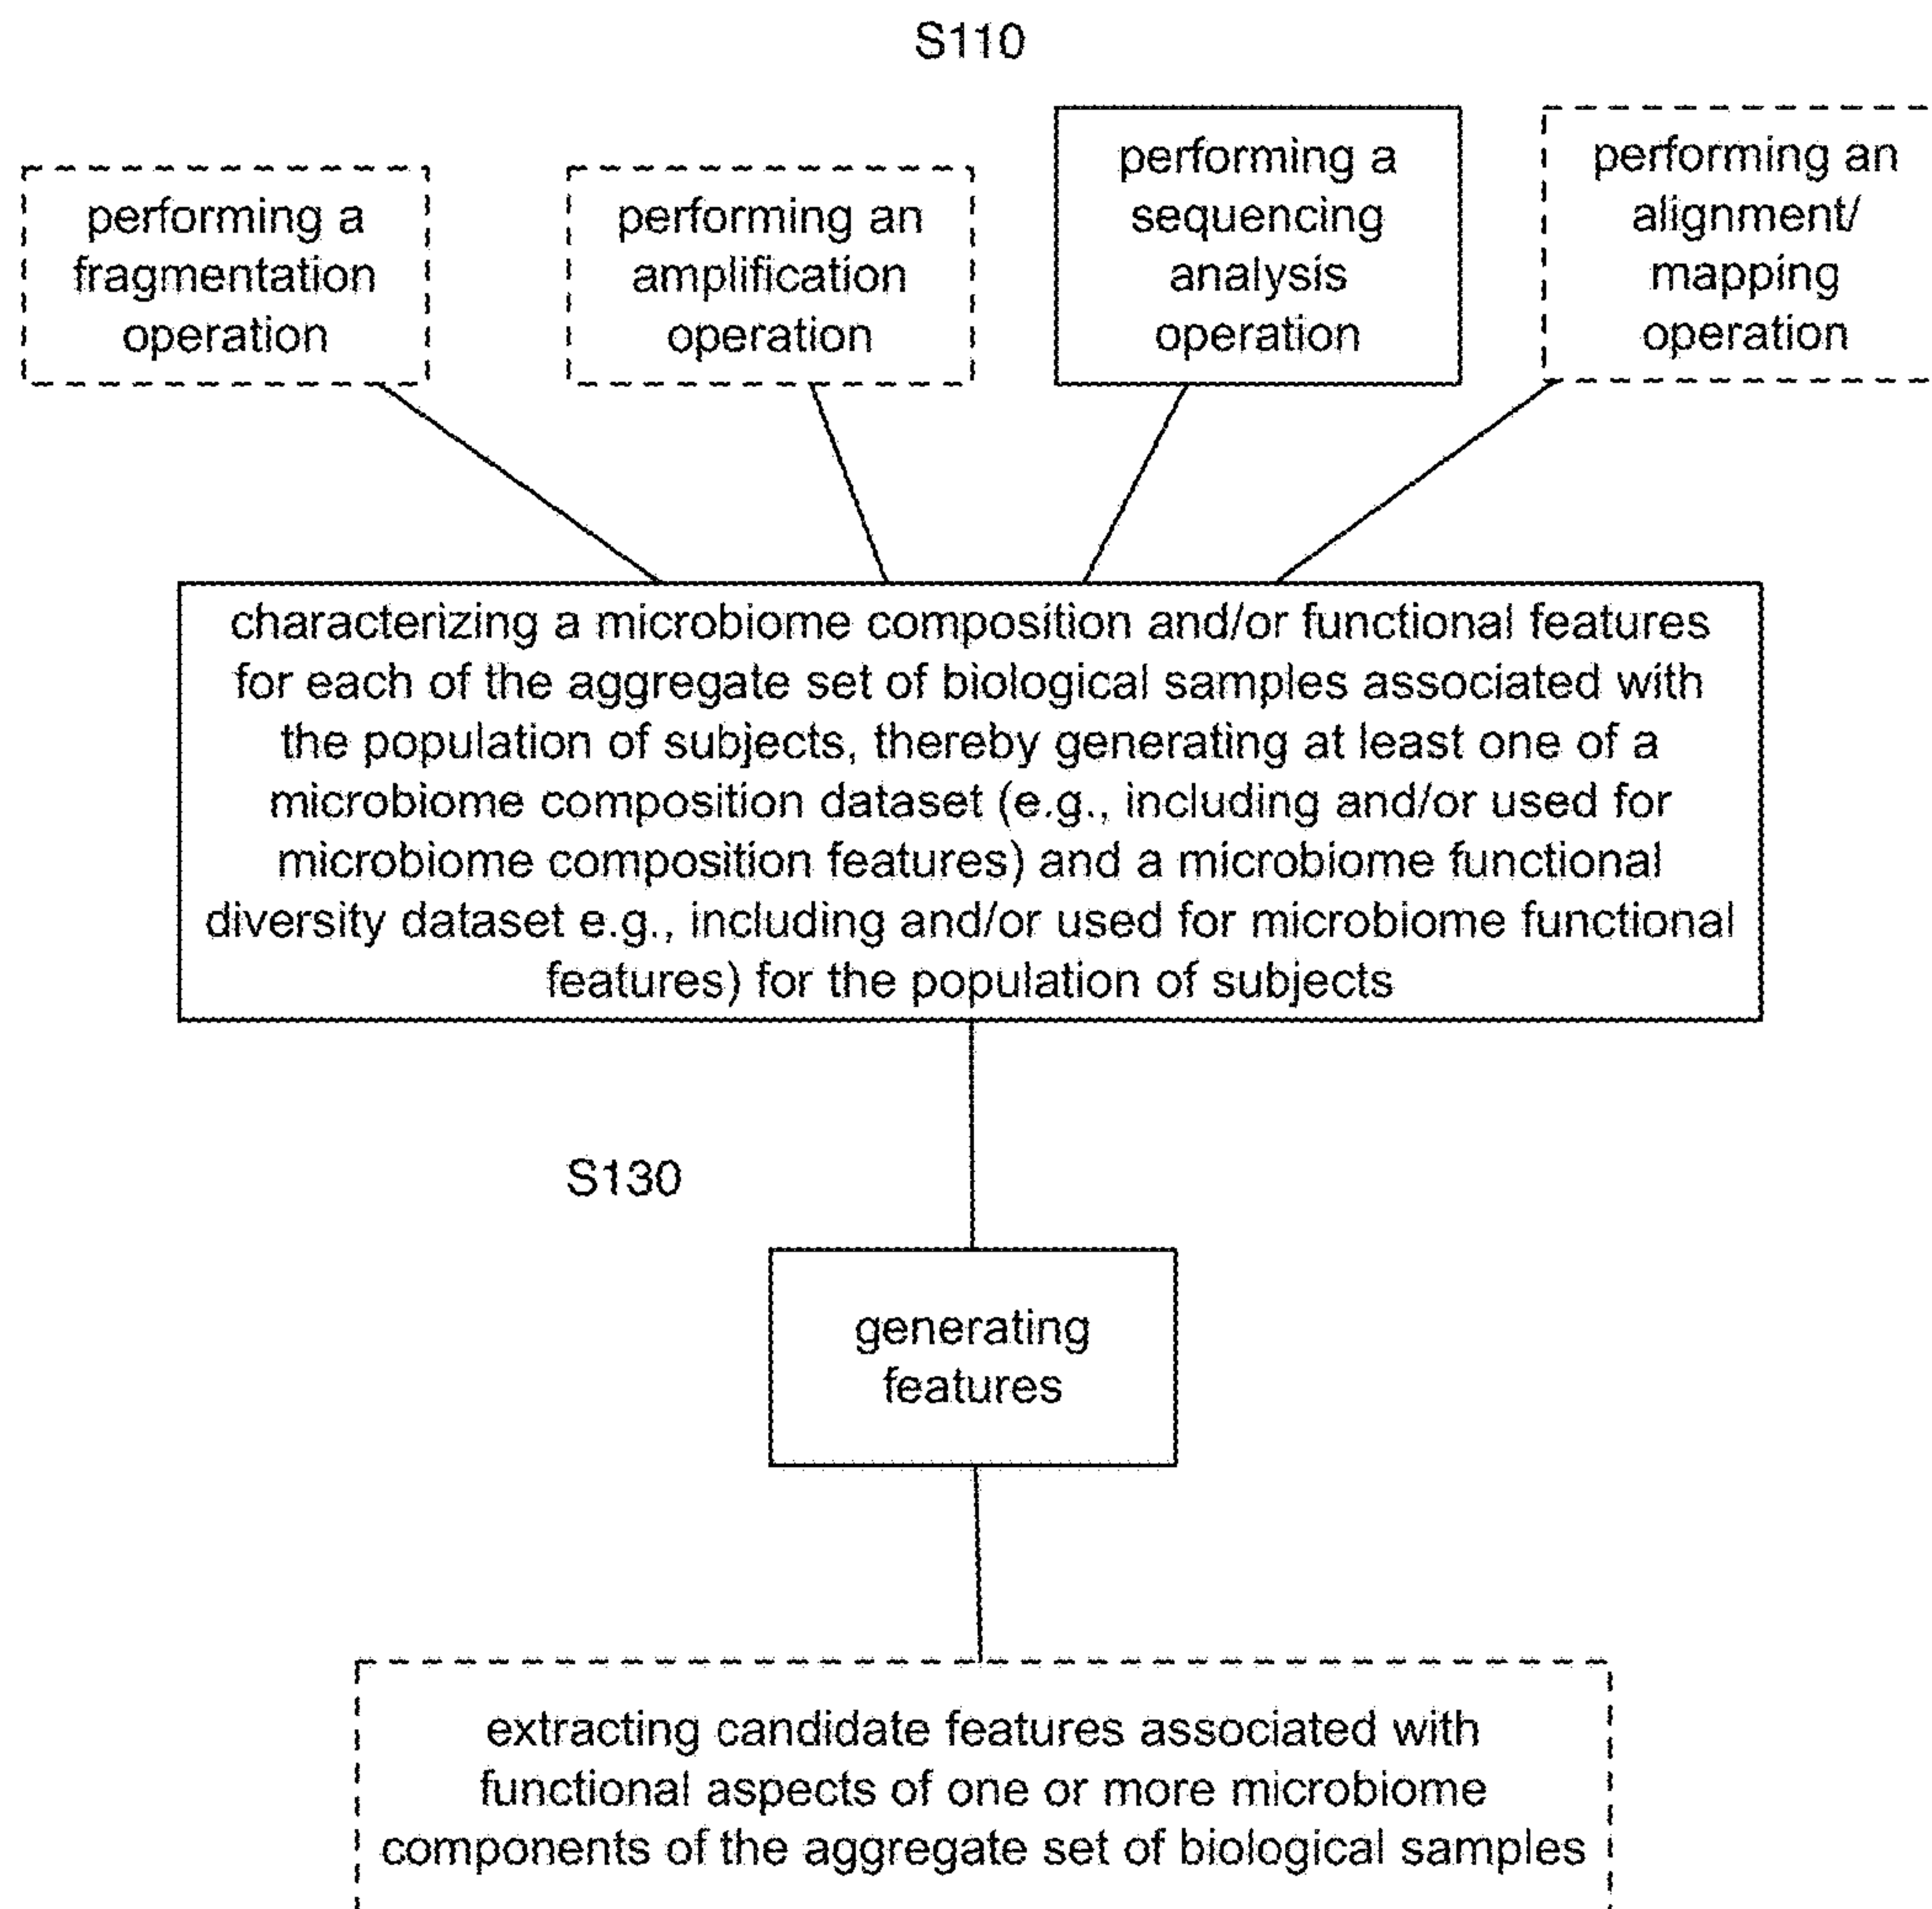 S110
performing a
fragmentation
operation
performing an
amplification
operation
performing a
sequencing
analysis
operation
performing an
alignment/
mapping
operation
characterizing a microbiome composition and/or functional features
for each of the aggregate set of biological samples associated with
the population of subjects, thereby generating at least one of a
microbiome composition dataset (e.g., including and/or used for
microbiome composition features) and a microbiome functional
diversity dataset e.g., including and/or used for microbiome functional
features) for the population of subjects
S130
generating
features
extracting candidate features associated with
functional aspects of one or more microbiome
components of the aggregate set of biological samples